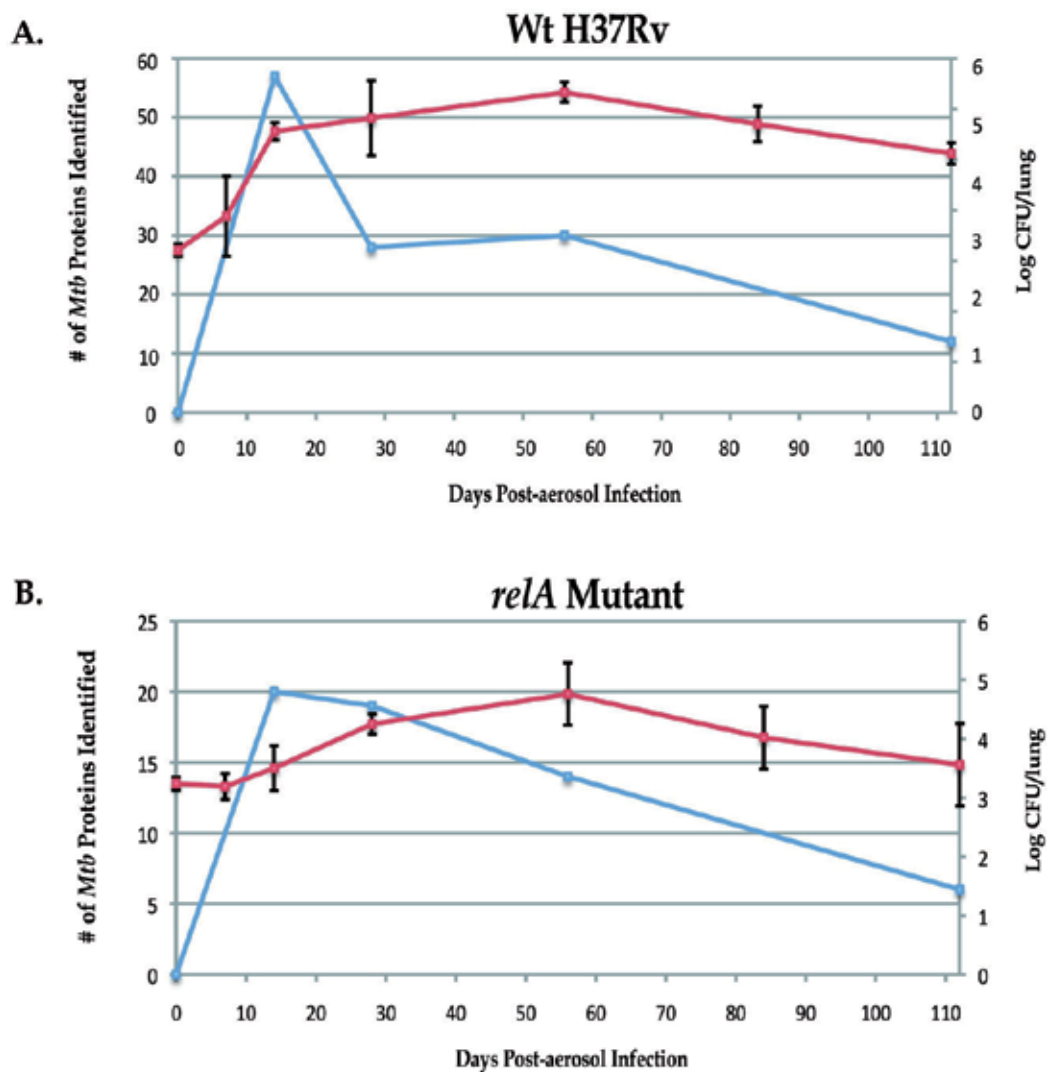 A.
Wt H37Rv
# of Mtb Proteins Identified
60
50
40
30
20
10
0
6
5
4
3
2
1
0
Log CFU/lung
0 10 20 30 40 50 60 70 80 90 100 110
Days Post-aerosol Infection
B.
relA Mutant
# of Mtb Proteins Identified
25
20
15
10
5
0
6
5
4
3
2
1
0
Log CFU/lung
0 10 20 30 40 50 60 70 80 90 100 110
Days Post-aerosol Infection